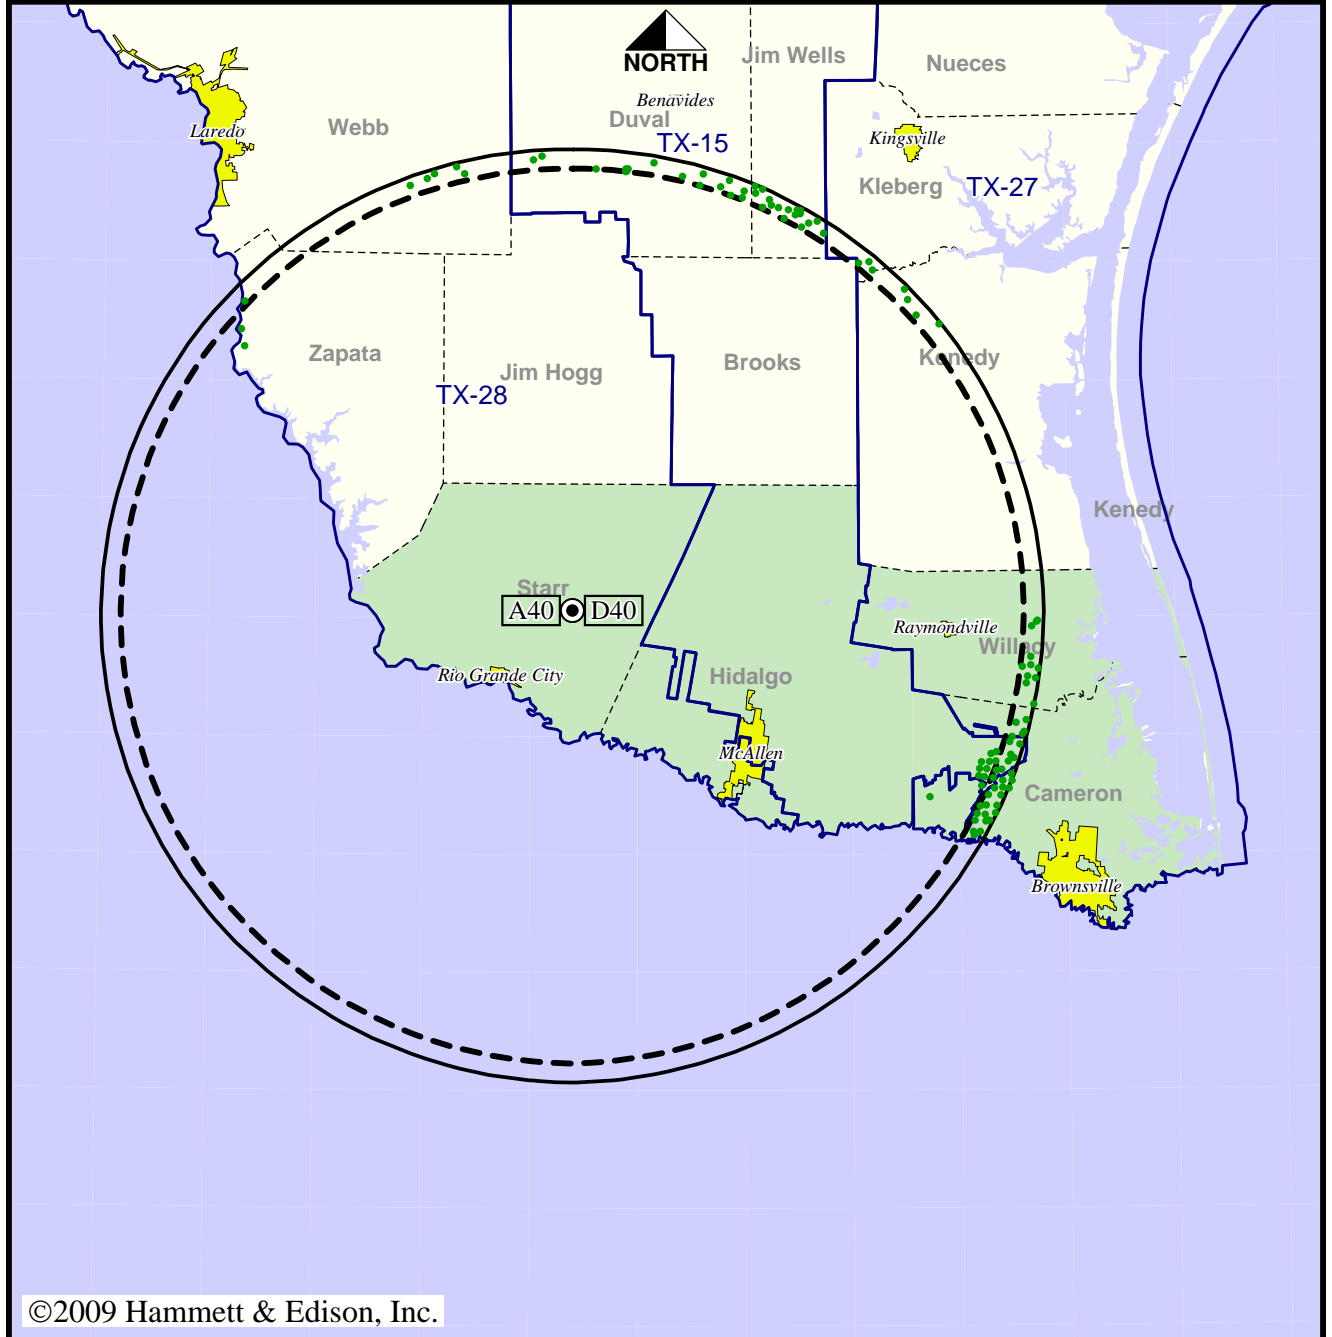 NORTH
Jim Wells
Nueces
Benavides
Duval
Webb
Laredo
TX-15
Kingsville
Kleberg
TX-27
Zapata
Jim Hogg
Brooks
Kenedy
TX-28
Kenedy
Starr
A40
D40
Raymondville
Willacy
Rio Grande City
Hidalgo
McAllen
Cameron
Brownsville
©2009 Hammett & Edison, Inc.